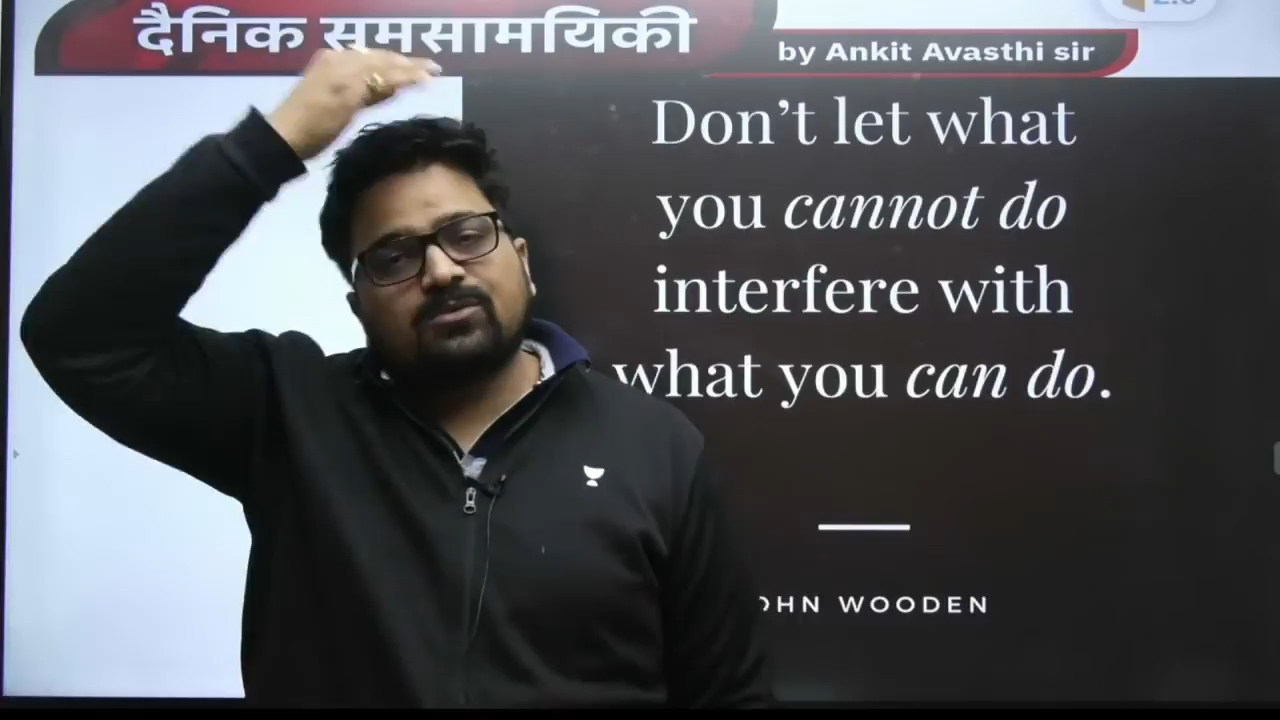 दैनिक समसामयिकी
by Ankit Avasthi sir
Don’t let what
you cannot do
interfere with
what you can do.
OHN WOODEN